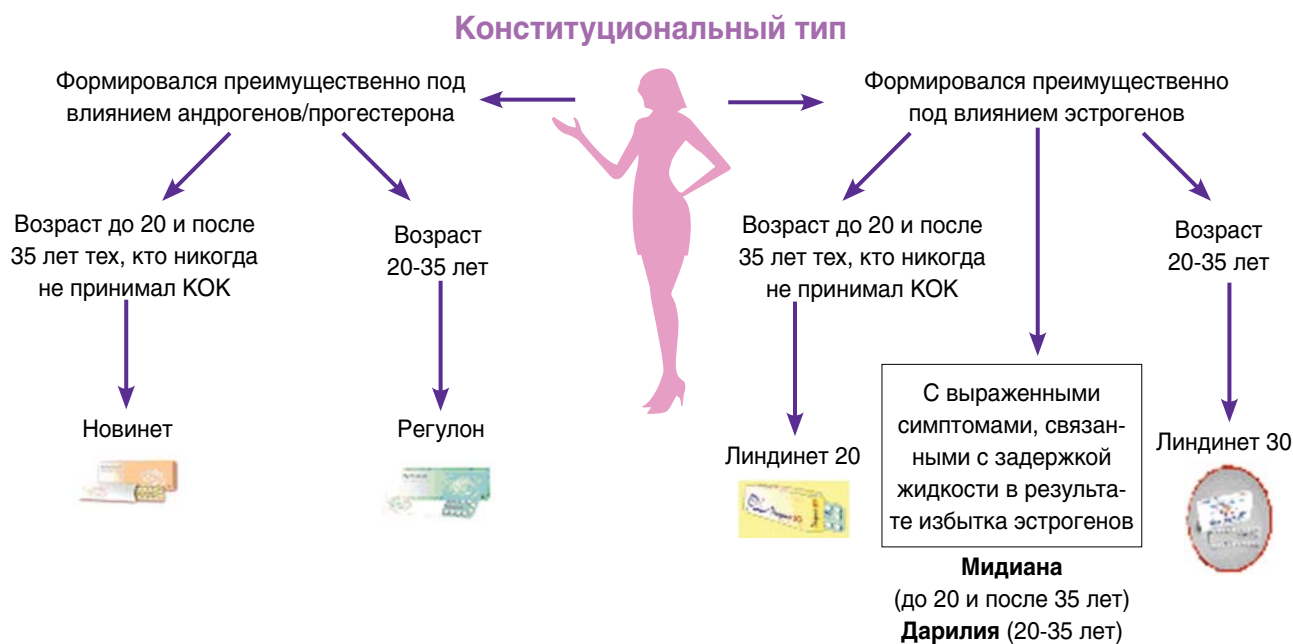 Конституциональный тип
Формировался преимущественно под
влиянием андрогенов/прогестерона
Формировался преимущественно
под влиянием эстрогенов
Возраст до 20 и после
35 лет тех, кто никогда
не принимал КОК
Возраст
20-35 лет
Возраст до 20 и после
35 лет тех, кто никогда
не принимал КОК
Возраст
20-35 лет
Новинет
Регулон
Линдинет 20
С выраженными
симптомами, связан-
ными с задержкой
жидкости в результа-
те избытка эстрогенов
Линдинет 30
Мидиана
(до 20 и после 35 лет)
Дарилия (20-35 лет)